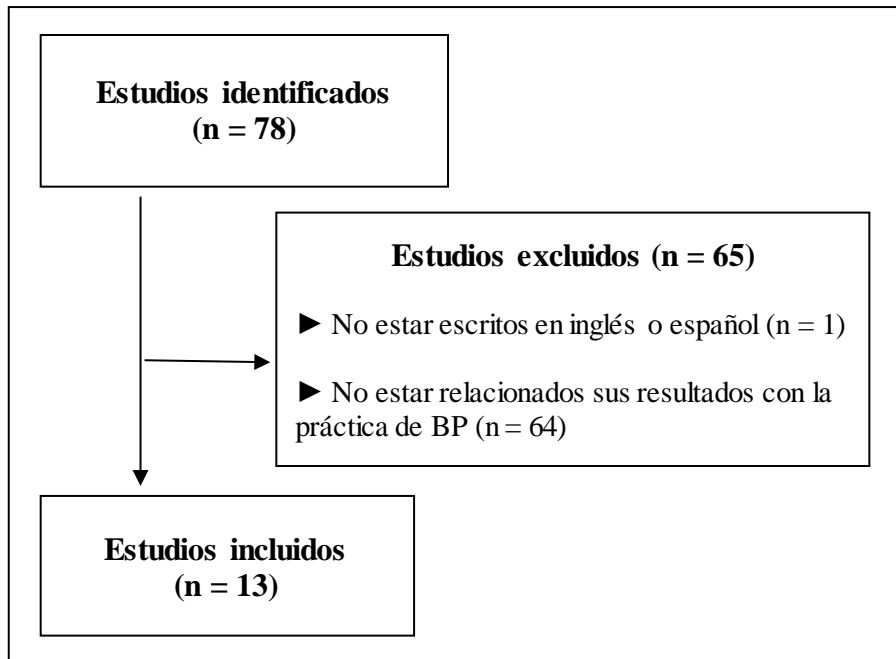 Estudios identificados
(n = 78)
Estudios excluidos (n = 65)
► No estar escritos en inglés o español (n = 1)
► No estar relacionados sus resultados con la
práctica de BP (n = 64)
Estudios incluidos
(n = 13)